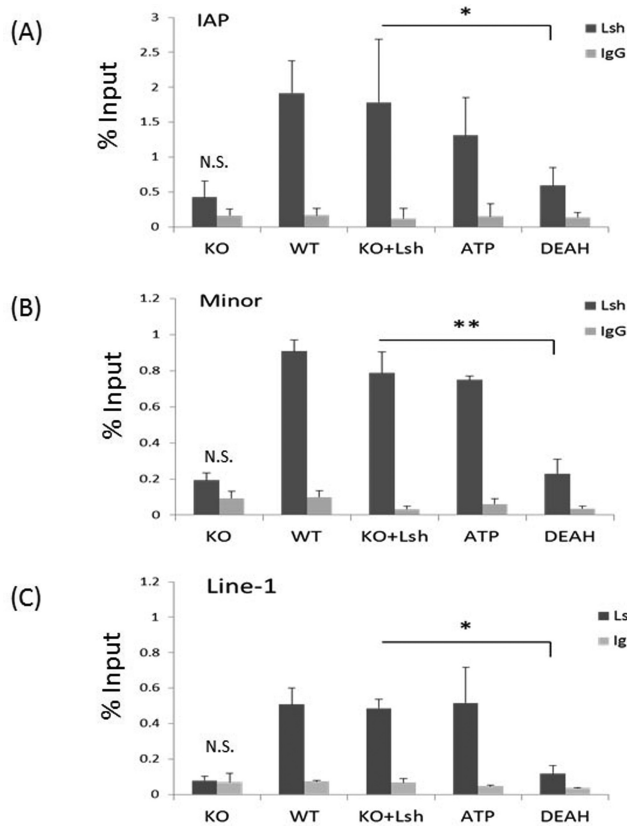 (A)
IAP
*
Lsh
IgG
% Input
3
2.5
2
1.5
1
0.5
0
N.S.
KO WT KO+Lsh ATP DEAH
(B)
Minor
**
Lsh
IgG
% Input
1.2
1
0.8
0.6
0.4
0.2
0
N.S.
KO WT KO+Lsh ATP DEAH
(C)
Line-1
*
Ls
Ig
% Input
1.2
1
0.8
0.6
0.4
0.2
0
N.S.
KO WT KO+Lsh ATP DEAH